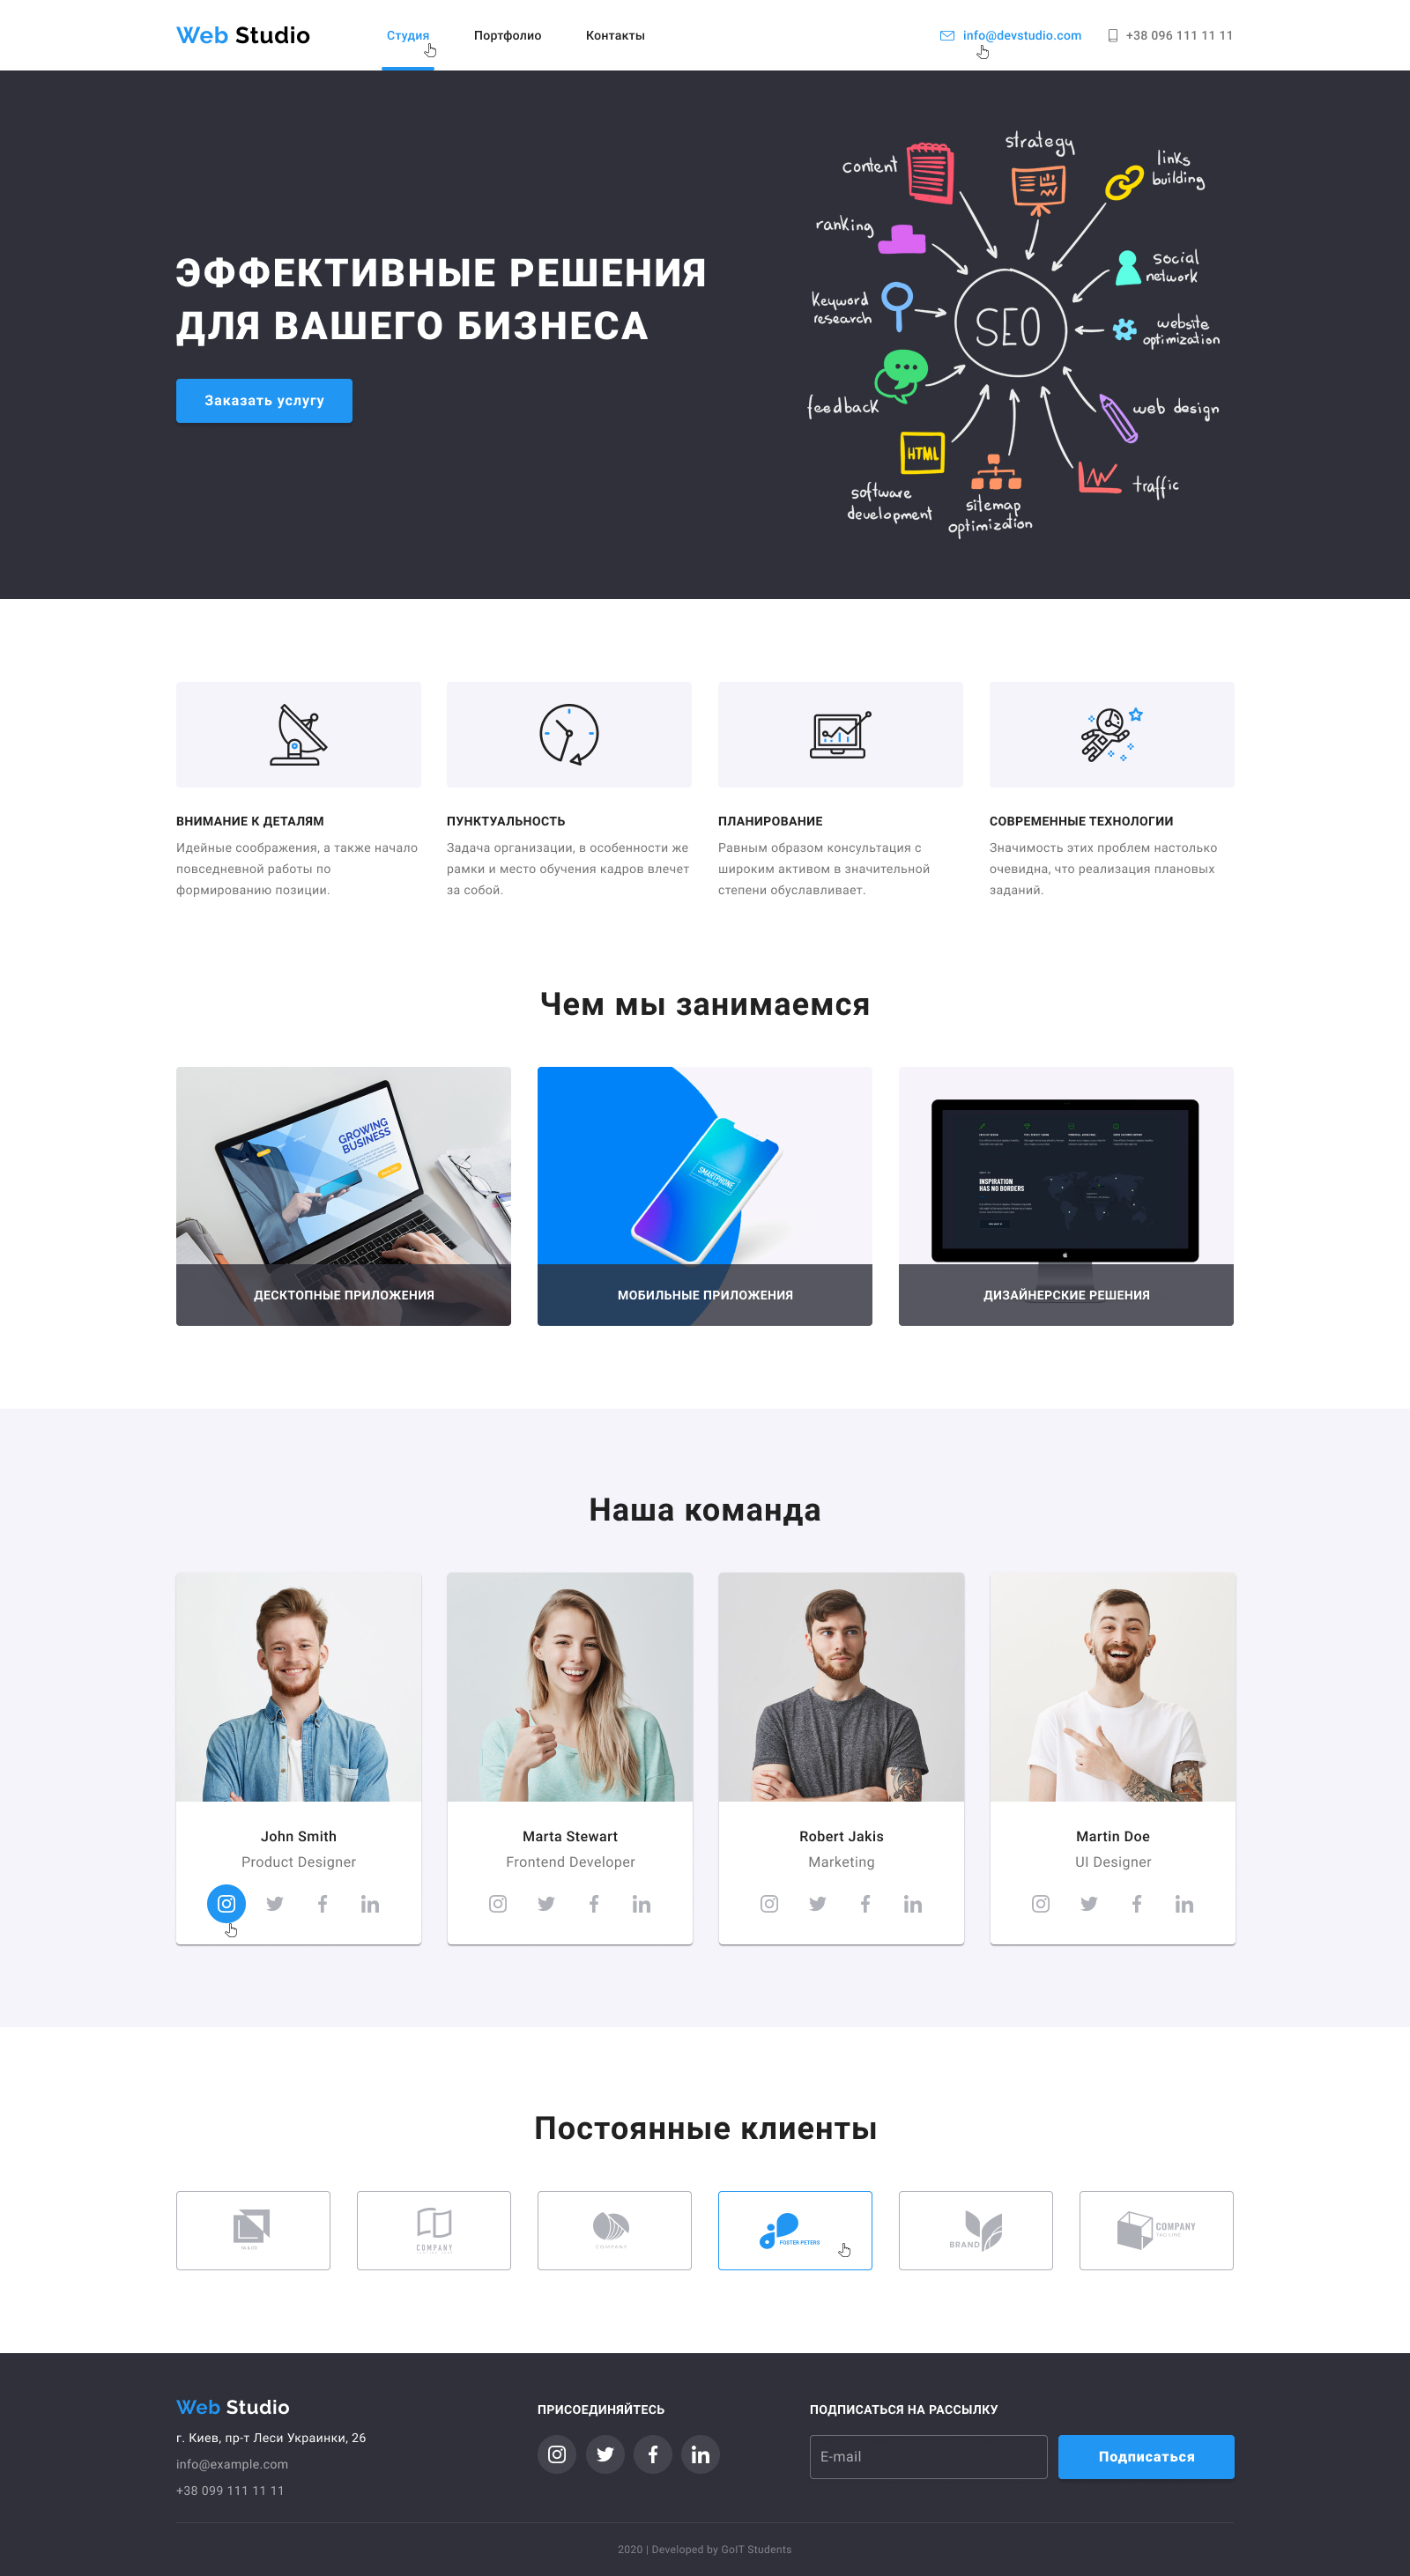 Web Studio
Студия
Портфолио
Контакты
info@devstudio.com
+38 096 111 11 11
ЭФФЕКТИВНЫЕ РЕШЕНИЯ
ДЛЯ ВАШЕГО БИЗНЕСА
Заказать услугу
content
strategy
links
building
ranking
social
network
Keyword
research
SEO
website
optimization
feedback
web design
HTML
software
development
sitemap
optimization
traffic
ВНИМАНИЕ К ДЕТАЛЯМ
Идейные соображения, а также начало
повседневной работы по
формированию позиции.
ПУНКТУАЛЬНОСТЬ
Задача организации, в особенности же
рамки и место обучения кадров влечет
за собой.
ПЛАНИРОВАНИЕ
Равным образом консультация с
широким активом в значительной
степени обуславливает.
СОВРЕМЕННЫЕ ТЕХНОЛОГИИ
Значимость этих проблем настолько
очевидна, что реализация плановых
заданий.
Чем мы занимаемся
GROWING
BUSINESS
ДЕСКТОПНЫЕ ПРИЛОЖЕНИЯ
SMARTPHONE
МОБИЛЬНЫЕ ПРИЛОЖЕНИЯ
INSPIRATION
HAS NO BORDERS
ДИЗАЙНЕРСКИЕ РЕШЕНИЯ
Наша команда
John Smith
Product Designer
Marta Stewart
Frontend Developer
Robert Jakis
Marketing
Martin Doe
UI Designer
Постоянные клиенты
COMPANY
COMPANY
FOSTER PETERS
BRAND
COMPANY
TAG LINE
Web Studio
г. Киев, пр-т Леси Украинки, 26
info@example.com
+38 099 111 11 11
ПРИСОЕДИНЯЙТЕСЬ
ПОДПИСАТЬСЯ НА РАССЫЛКУ
E-mail
Подписаться
2020 | Developed by GoIT Students